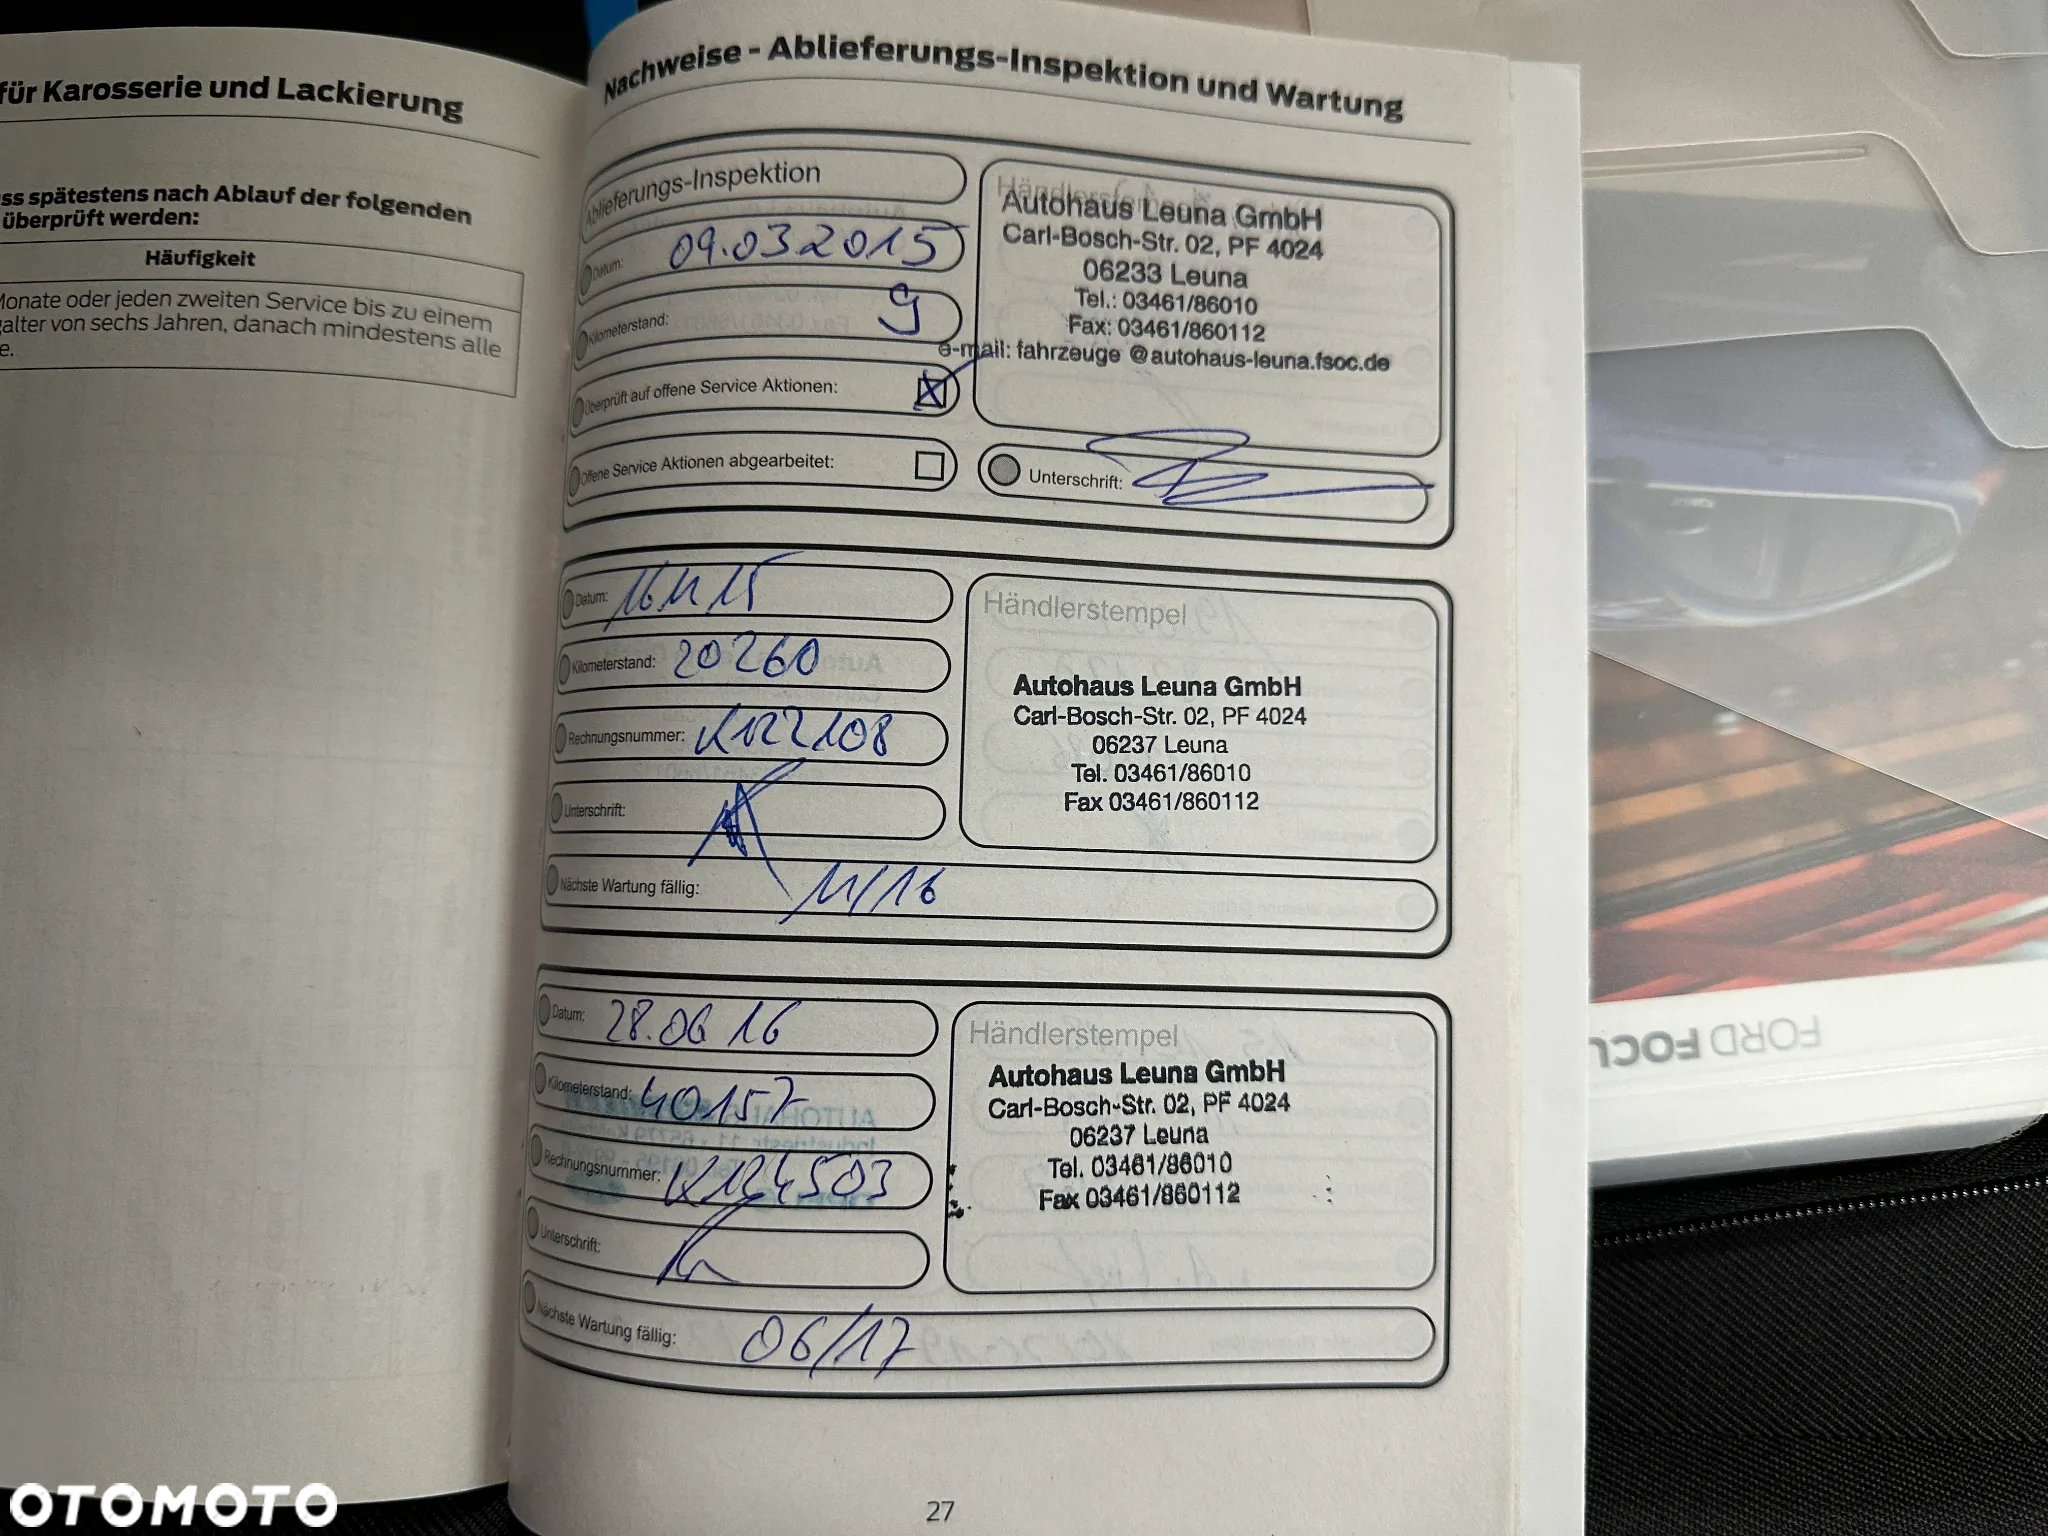 für Karosserie und Lackierung
ss spätestens nach Ablauf der folgenden
überprüft werden:
Häufigkeit
Monate oder jeden zweiten Service bis zu einem
galter von sechs Jahren, danach mindestens alle
e.
Nachweise - Ablieferungs-Inspektion und Wartung
Ablieferungs-Inspektion
Datum: 09.03.2015
Kilometerstand: 9
Überprüft auf offene Service Aktionen:
Offene Service Aktionen abgearbeitet:
Händlerstempel
Autohaus Leuna GmbH
Carl-Bosch-Str. 02, PF 4024
06233 Leuna
Tel.: 03461/86010
Fax: 03461/860112
e-mail: fahrzeuge @autohaus-leuna.fsoc.de
Unterschrift:
Datum: 16 11 15
Kilometerstand: 20260
Rechnungsnummer: K122108
Unterschrift:
Nächste Wartung fällig: 11/16
Händlerstempel
Autohaus Leuna GmbH
Carl-Bosch-Str. 02, PF 4024
06237 Leuna
Tel. 03461/86010
Fax 03461/860112
Datum: 28.06 16
Kilometerstand: 40157
Rechnungsnummer: K124503
Unterschrift:
Nächste Wartung fällig: 06/17
Händlerstempel
Autohaus Leuna GmbH
Carl-Bosch-Str. 02, PF 4024
06237 Leuna
Tel. 03461/86010
Fax 03461/860112
27
FORD FOCU
OTOMOTO